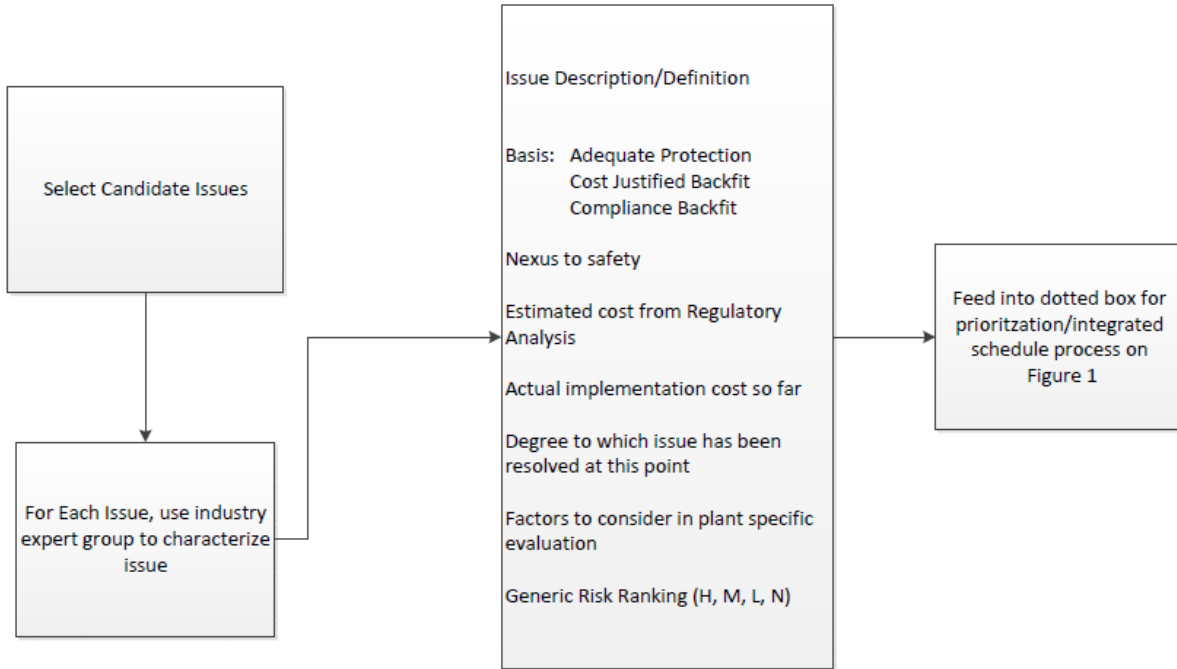 Select Candidate Issues
For Each Issue, use industry
expert group to characterize
issue
Issue Description/Definition
Basis: Adequate Protection
Cost Justified Backfit
Compliance Backfit
Nexus to safety
Estimated cost from Regulatory
Analysis
Actual implementation cost so far
Degree to which issue has been
resolved at this point
Factors to consider in plant specific
evaluation
Generic Risk Ranking (H, M, L, N)
Feed into dotted box for
prioritzation/integrated
schedule process on
Figure 1